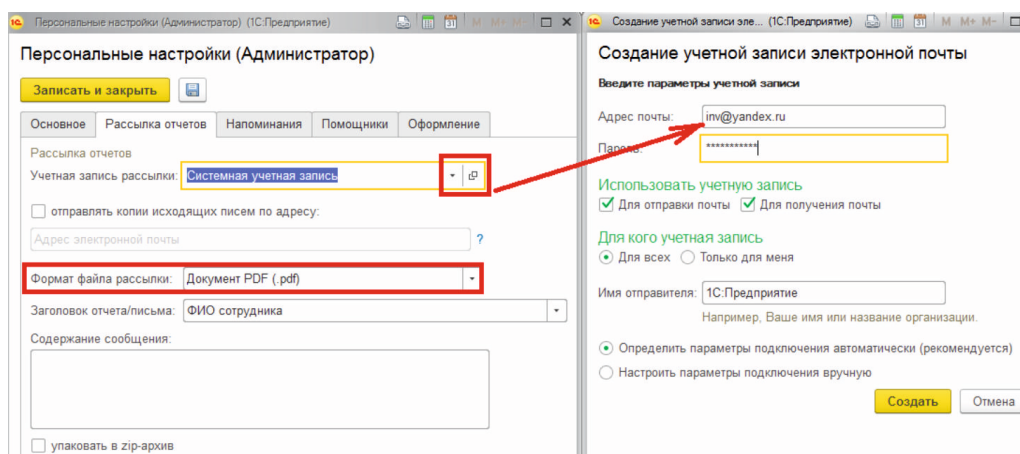 Персональные настройки (Администратор) (1С:Предприятие)
M M+ M-
Персональные настройки (Администратор)
Записать и закрыть
Основное Рассылка отчетов Напоминания Помощники Оформление
Рассылка отчетов
Учетная запись рассылки: Системная учетная запись
отправлять копии исходящих писем по адресу:
Адрес электронной почты ?
Формат файла рассылки: Документ PDF (.pdf)
Заголовок отчета/письма: ФИО сотрудника
Содержание сообщения:
упаковать в zip-архив
Создание учетной записи эле... (1С:Предприятие)
M M+ M-
Создание учетной записи электронной почты
Введите параметры учетной записи
Адрес почты: inv@yandex.ru
Пароль: ***********
Использовать учетную запись
Для отправки почты Для получения почты
Для кого учетная запись
Для всех Только для меня
Имя отправителя: 1С:Предприятие
Например, Ваше имя или название организации.
Определить параметры подключения автоматически (рекомендуется)
Настроить параметры подключения вручную
Создать Отмена